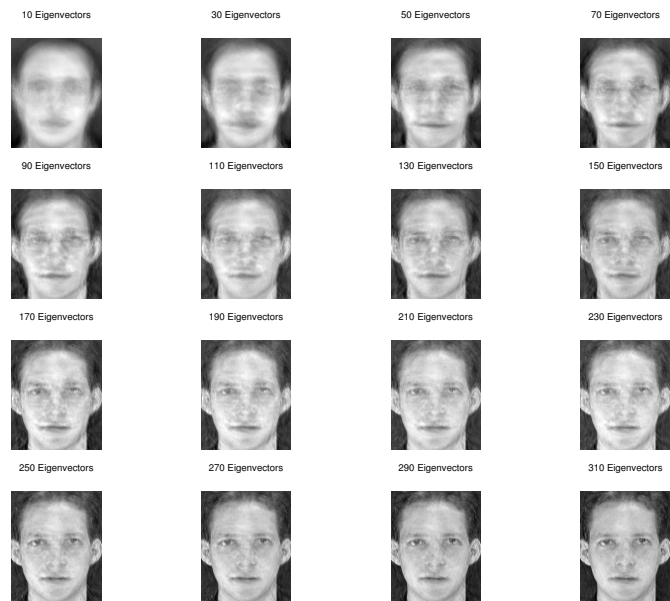 10 Eigenvectors
30 Eigenvectors
50 Eigenvectors
70 Eigenvectors
90 Eigenvectors
110 Eigenvectors
130 Eigenvectors
150 Eigenvectors
170 Eigenvectors
190 Eigenvectors
210 Eigenvectors
230 Eigenvectors
250 Eigenvectors
270 Eigenvectors
290 Eigenvectors
310 Eigenvectors